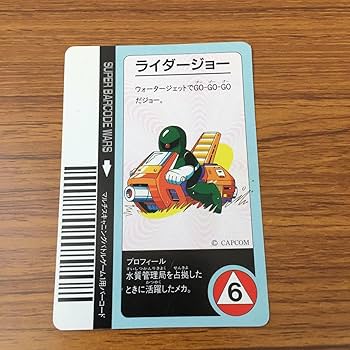 SUPER BARCODE WARS
マルチスキャニングバトルゲーム1用バーコード
ライダージョー
ウォータージェットでGO-GO-GO
だジョー。
© CAPCOM
プロフィール
水質管理局を占拠した
ときに活躍したメカ。
6